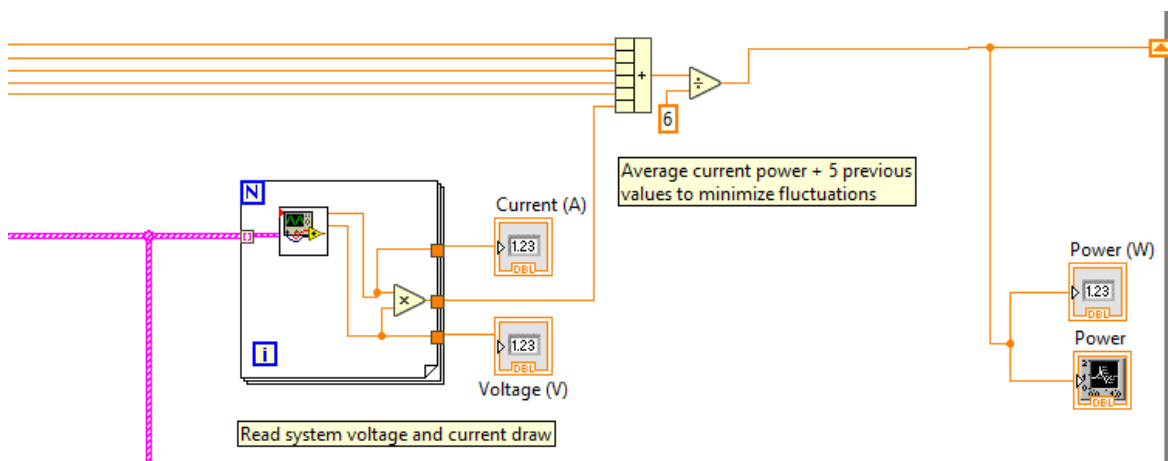 6
Average current power + 5 previous
values to minimize fluctuations
N
Current (A)
1.23
DBL
i
1.23
DBL
Voltage (V)
Read system voltage and current draw
Power (W)
1.23
DBL
Power
DBL